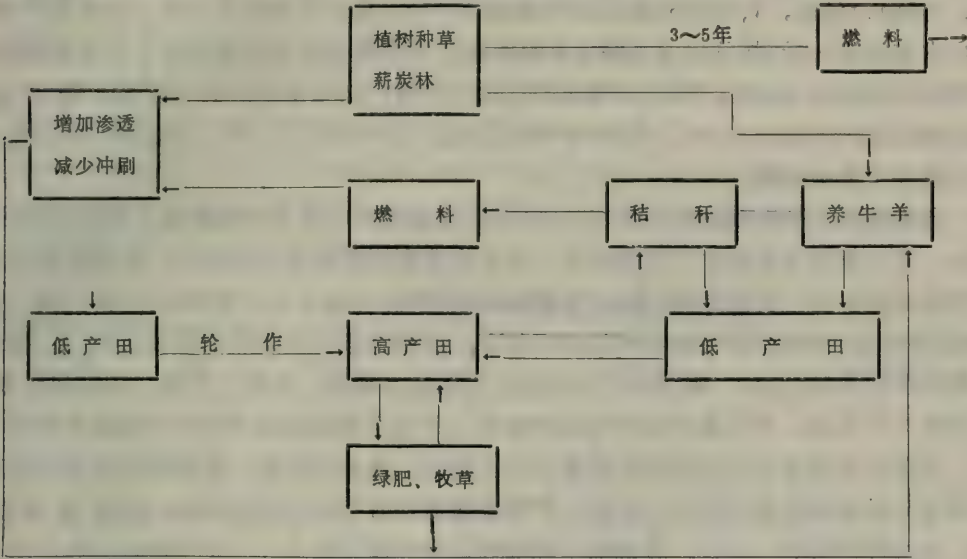 植树种草
薪炭林
3～5年
燃 料
增加渗透
减少冲刷
燃 料
秸 秆
养牛羊
低产田
轮 作
高产田
低 产 田
绿肥、牧草